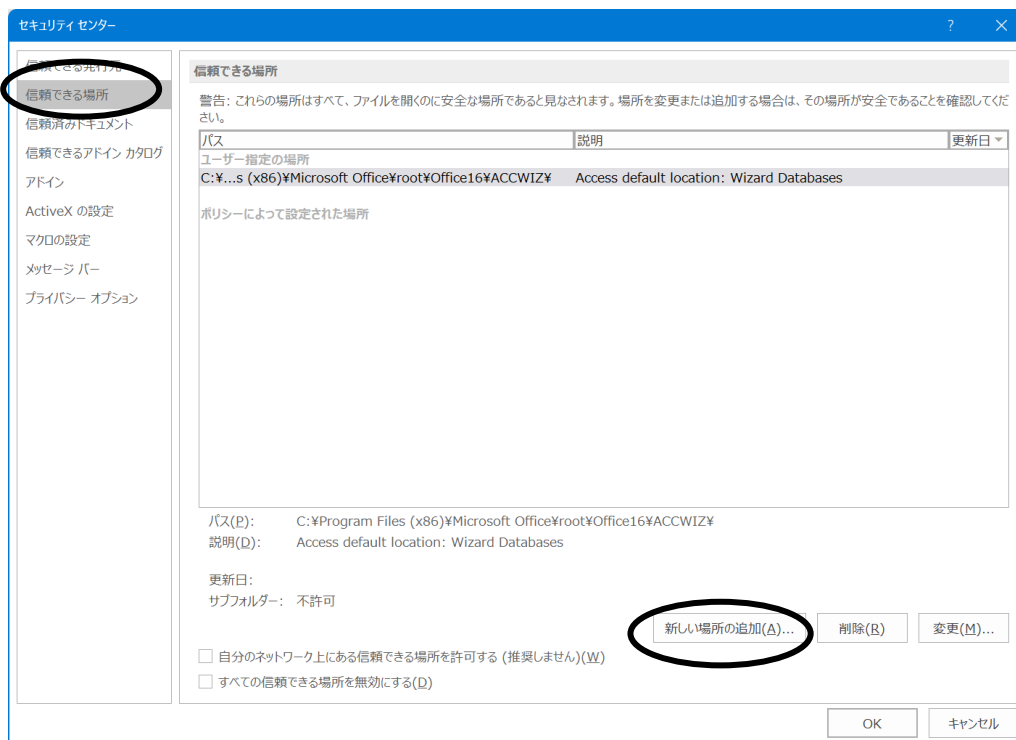 セキュリティ センター
?
信頼できる発行元
信頼できる場所
信頼済みドキュメント
信頼できるアドイン カタログ
アドイン
ActiveX の設定
マクロの設定
メッセージ バー
プライバシー オプション
信頼できる場所
警告: これらの場所はすべて、ファイルを開くのに安全な場所であると見なされます。場所を変更または追加する場合は、その場所が安全であることを確認してくだ
さい。
パス 説明 更新日
ユーザー指定の場所
C:¥...s (x86)¥Microsoft Office¥root¥Office16¥ACCWIZ¥ Access default location: Wizard Databases
ポリシーによって設定された場所
パス(P): C:¥Program Files (x86)¥Microsoft Office¥root¥Office16¥ACCWIZ¥
説明(D): Access default location: Wizard Databases
更新日:
サブフォルダー: 不許可
新しい場所の追加(A)... 削除(R) 変更(M)...
自分のネットワーク上にある信頼できる場所を許可する (推奨しません)(W)
すべての信頼できる場所を無効にする(D)
OK キャンセル